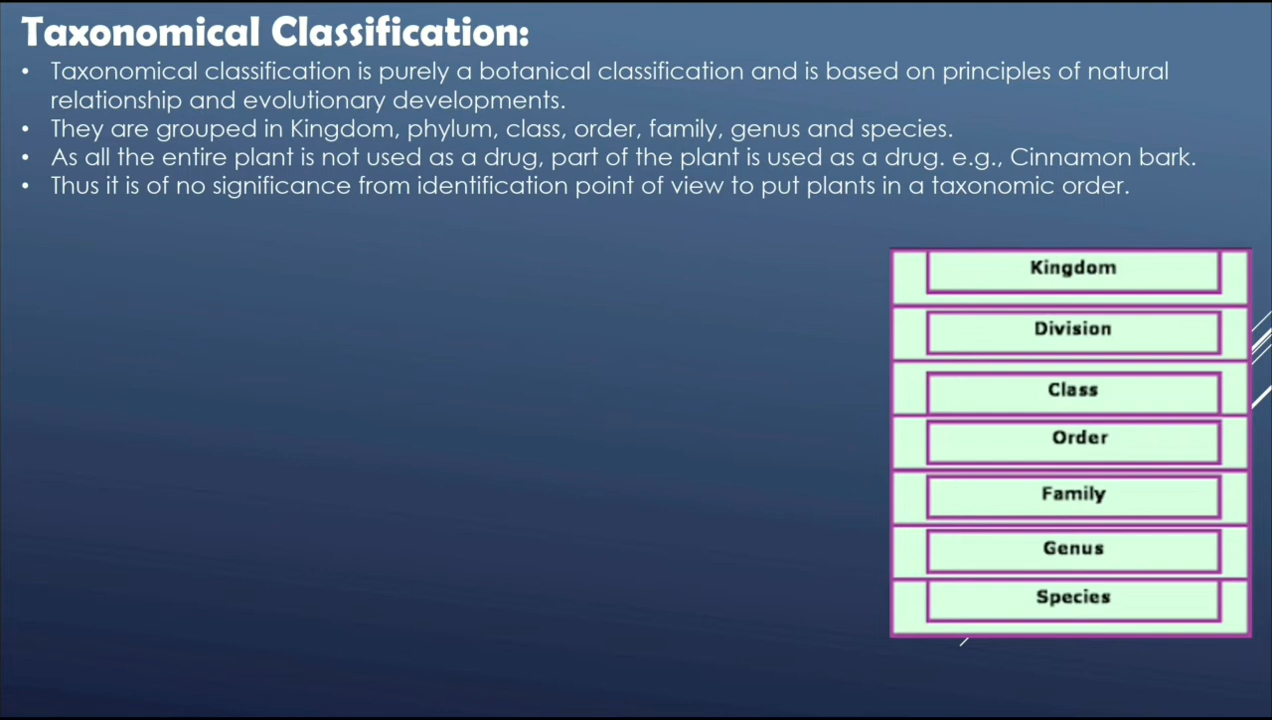 Taxonomical Classification:
• Taxonomical classification is purely a botanical classification and is based on principles of natural
relationship and evolutionary developments.
• They are grouped in Kingdom, phylum, class, order, family, genus and species.
• As all the entire plant is not used as a drug, part of the plant is used as a drug. e.g., Cinnamon bark.
• Thus it is of no significance from identification point of view to put plants in a taxonomic order.
Kingdom
Division
Class
Order
Family
Genus
Species